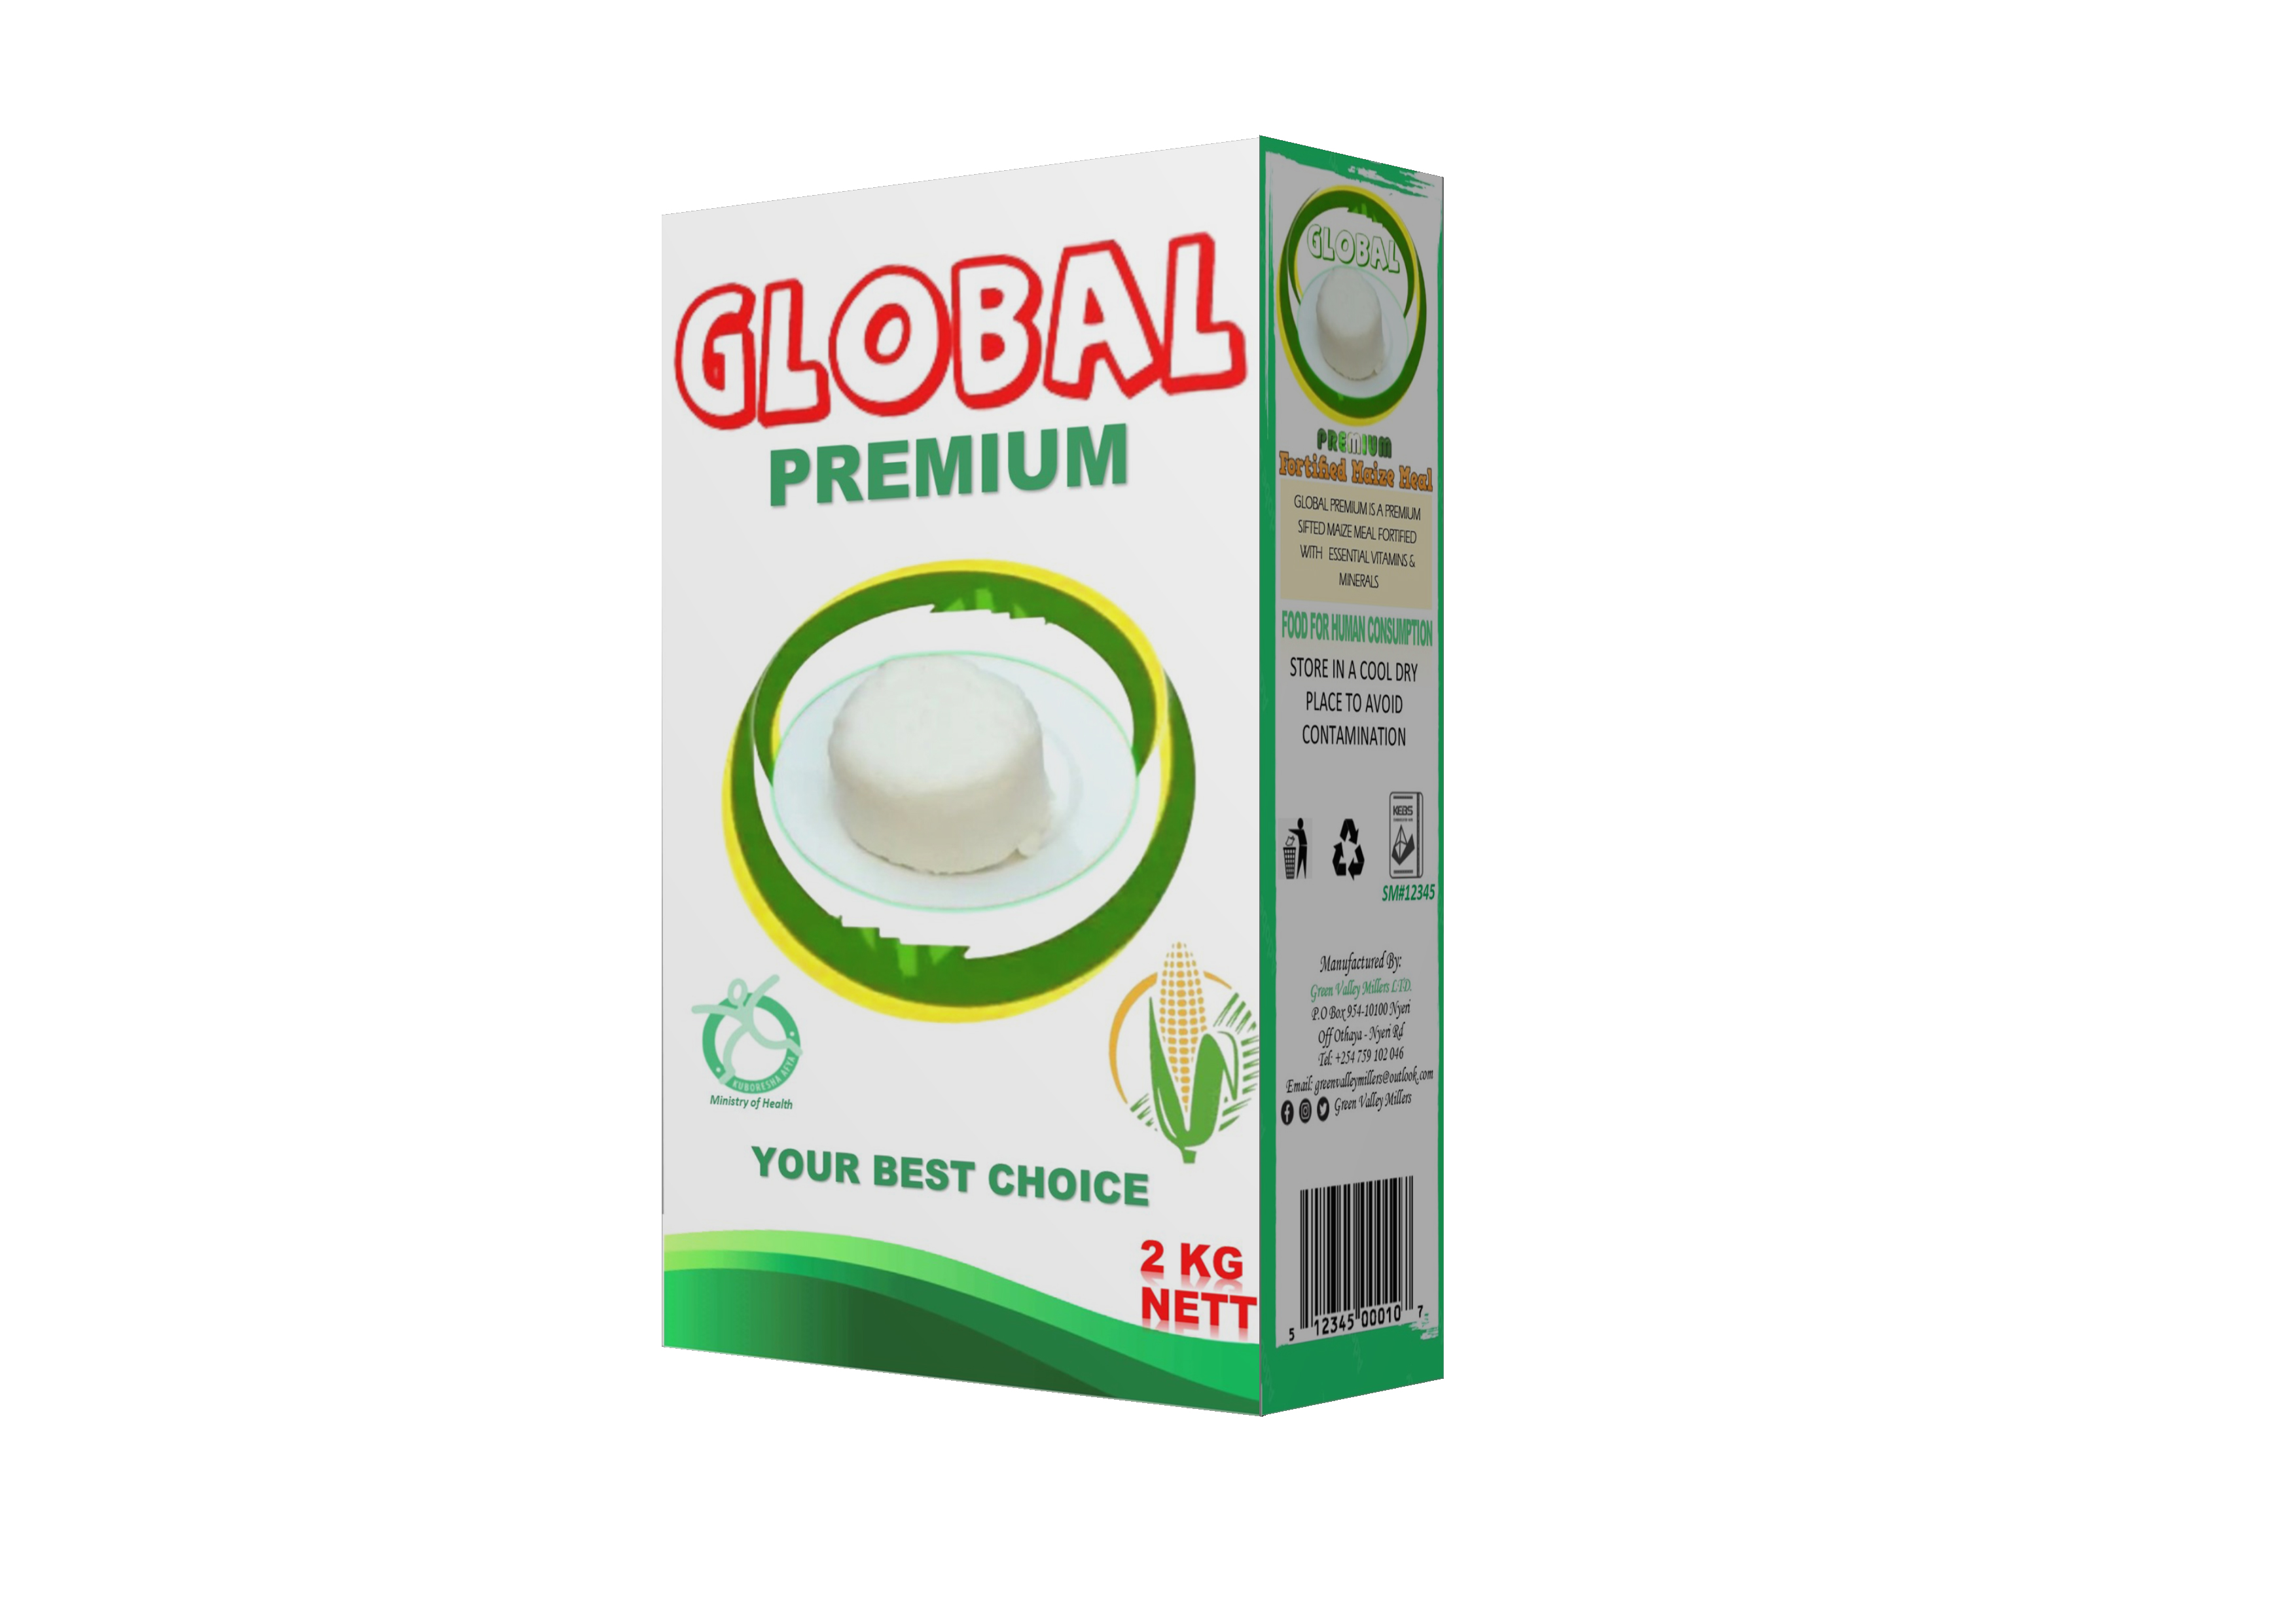 GLOBAL
PREMIUM
KUBORESHA AFYA
Ministry of Health
YOUR BEST CHOICE
2 KG
NETT
GLOBAL
PREMIUM
Fortified Maize Meal
GLOBAL PREMIUM IS A PREMIUM
SIFTED MAIZE MEAL FORTIFIED
WITH ESSENTIAL VITAMINS &
MINERALS
FOOD FOR HUMAN CONSUMPTION
STORE IN A COOL DRY
PLACE TO AVOID
CONTAMINATION
KEBS
SM#12345
Manufactured By:
Green Valley Millers LTD.
P.O Box 954-10100 Nyeri
Off Othaya - Nyeri Rd
Tel: +254 759 102 046
Email: greenvalleymillers@outlook.com
Green Valley Millers
5 12345 00010 7